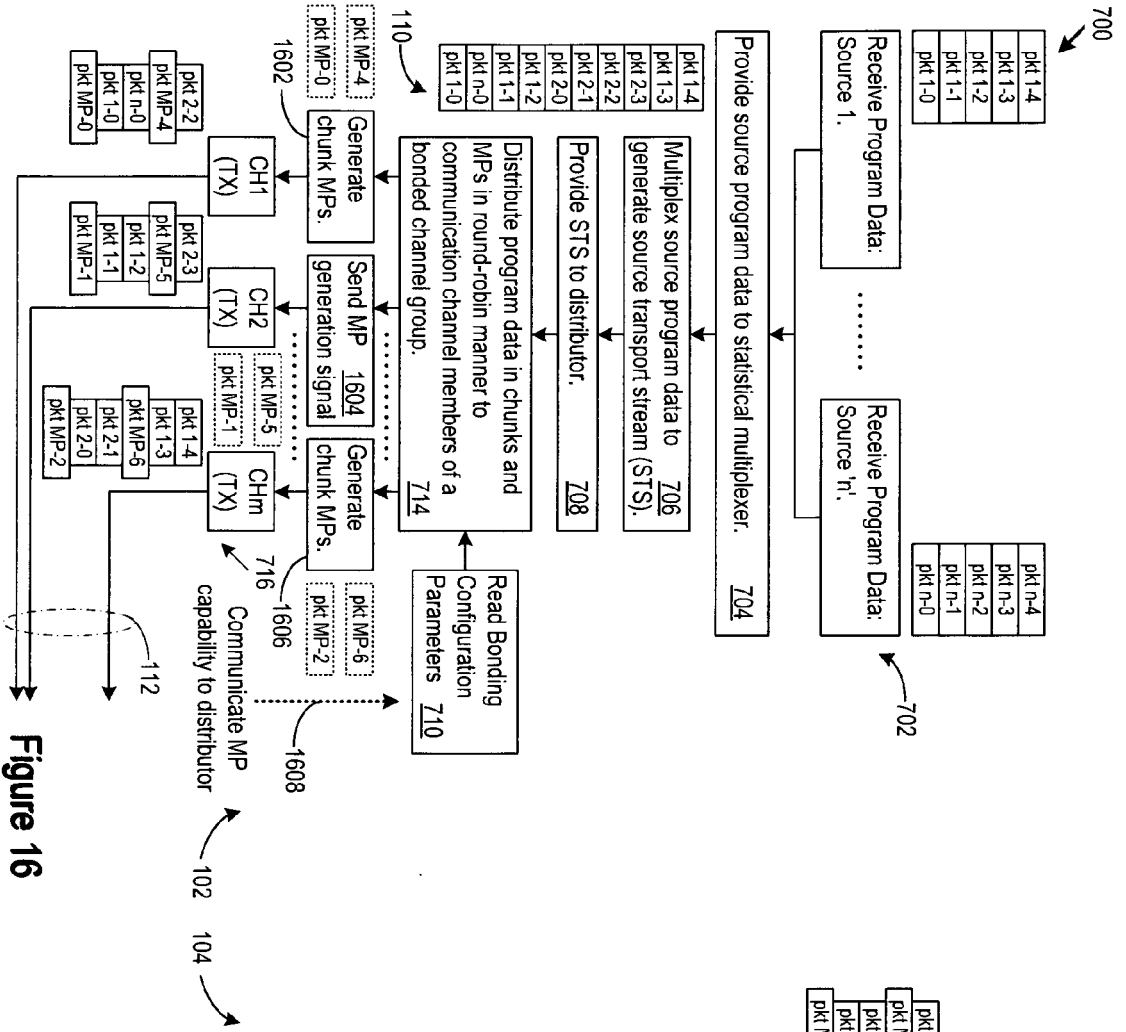 700
pkt 1-4
pkt 1-3
pkt 1-2
pkt 1-1
pkt 1-0
pkt n-4
pkt n-3
pkt n-2
pkt n-1
pkt n-0
Receive Program Data:
Source 1.
Receive Program Data:
Source 'n'.
702
Provide source program data to statistical multiplexer. 704
Multiplex source program data to
generate source transport stream (STS). 706
Provide STS to distributor. 708
pkt 1-4
pkt 1-3
pkt 2-3
pkt 2-2
pkt 2-1
pkt 2-0
pkt 1-2
pkt 1-1
pkt n-0
pkt 1-0
110
Distribute program data in chunks and
MPs in round-robin manner to
communication channel members of a
bonded channel group. 714
Read Bonding
Configuration
Parameters 710
pkt MP-4
pkt MP-0
1602
Generate
chunk MPs.
Send MP 1604
generation signal
Generate
chunk MPs.
1606
pkt MP-6
pkt MP-2
1608
pkt MP-5
pkt MP-1
CH1
(TX)
CH2
(TX)
CHm
(TX)
716
Communicate MP
capability to distributor
pkt 2-2
pkt MP-4
pkt n-0
pkt 1-0
pkt MP-0
pkt 2-3
pkt MP-5
pkt 1-2
pkt 1-1
pkt MP-1
pkt 1-4
pkt 1-3
pkt MP-6
pkt 2-1
pkt 2-0
pkt MP-2
112
102
104
Figure 16
pkt
pkt
pkt